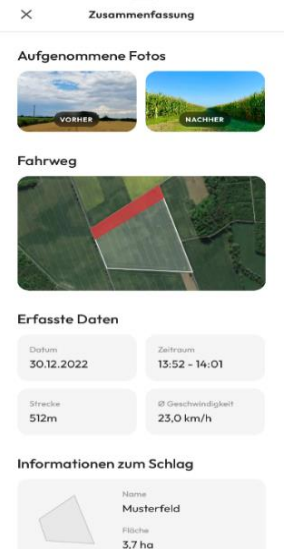 Zusammenfassung
Aufgenommene Fotos
VORHER
NACHHER
Fahrweg
Erfasste Daten
Datum
30.12.2022
Zeitraum
13:52 - 14:01
Strecke
512m
Ø Geschwindigkeit
23,0 km/h
Informationen zum Schlag
Name
Musterfeld
Fläche
3,7 ha